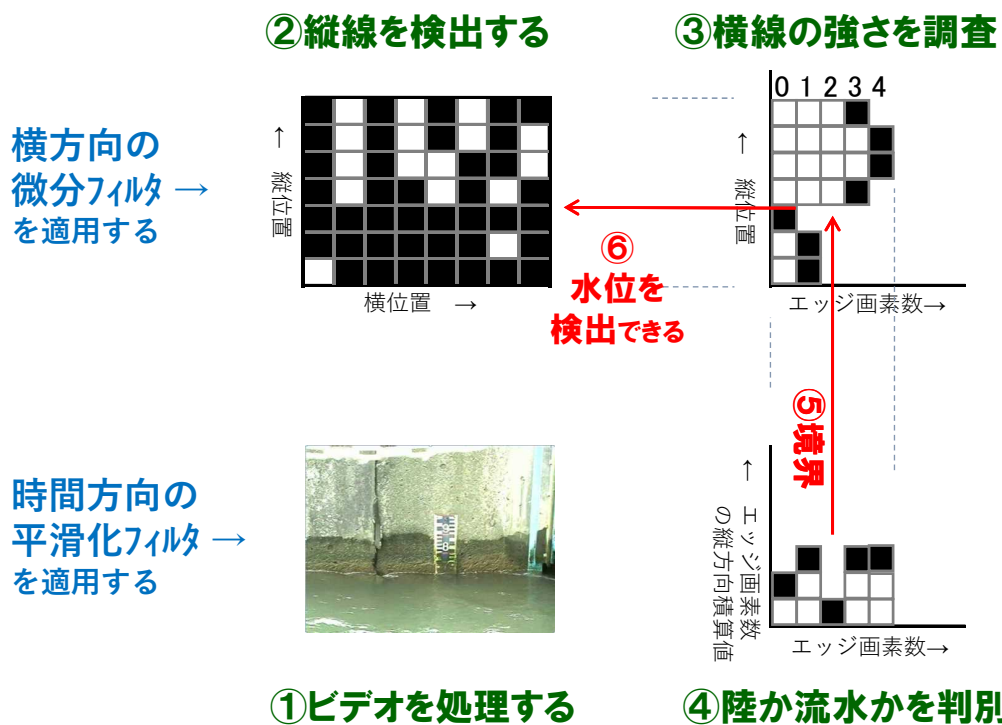 ②縦線を検出する
③横線の強さを調査
横方向の
微分フィルタ →
を適用する
↑
縦位置
横位置 →
0 1 2 3 4
↑
縦位置
エッジ画素数→
⑥
水位を
検出できる
⑤境界
時間方向の
平滑化フィルタ →
を適用する
↑
エッジ画素数
の縦方向積算値
エッジ画素数→
①ビデオを処理する
④陸か流水かを判別